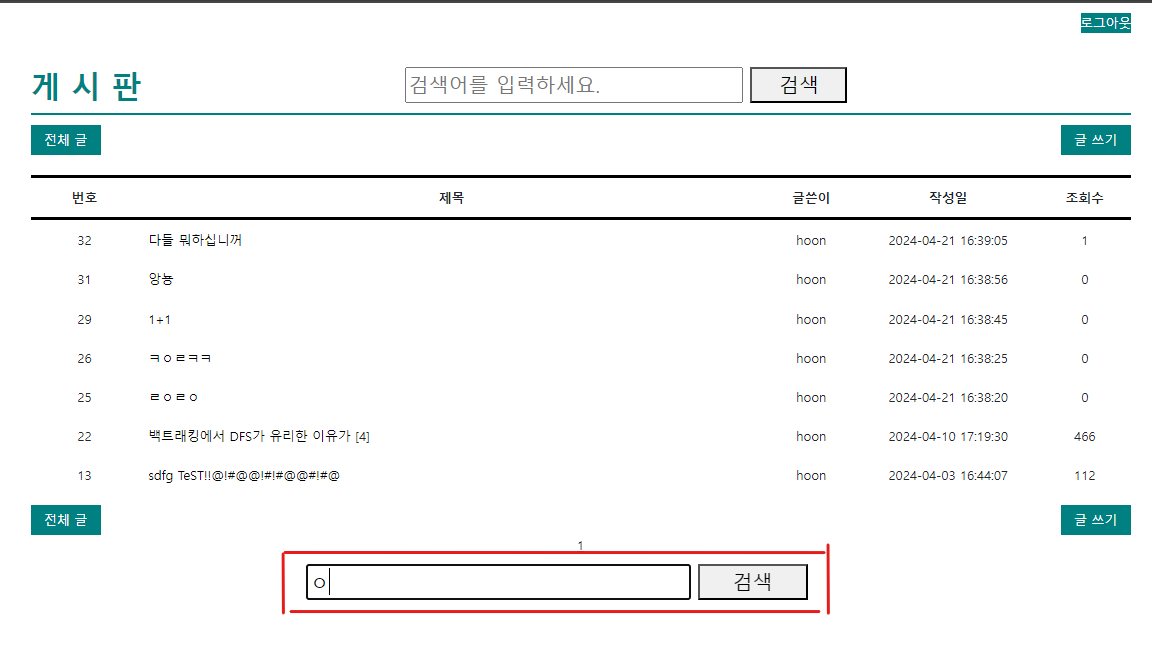 로그아웃
게 시 판 검색어를 입력하세요. 검색
전체 글 글 쓰기
번호 제목 글쓴이 작성일 조회수
32 다들 뭐하십니꺼 hoon 2024-04-21 16:39:05 1
31 앙뇽 hoon 2024-04-21 16:38:56 0
29 1+1 hoon 2024-04-21 16:38:45 0
26 ㅋㅇㄹㅋㅋ hoon 2024-04-21 16:38:25 0
25 ㄹㅇㄹㅇ hoon 2024-04-21 16:38:20 0
22 백트래킹에서 DFS가 유리한 이유가 [4] hoon 2024-04-10 17:19:30 466
13 sdfg TeST!!@!#@@!#!#@@#!#@ hoon 2024-04-03 16:44:07 112
전체 글 글 쓰기
1
ㅇ 검색